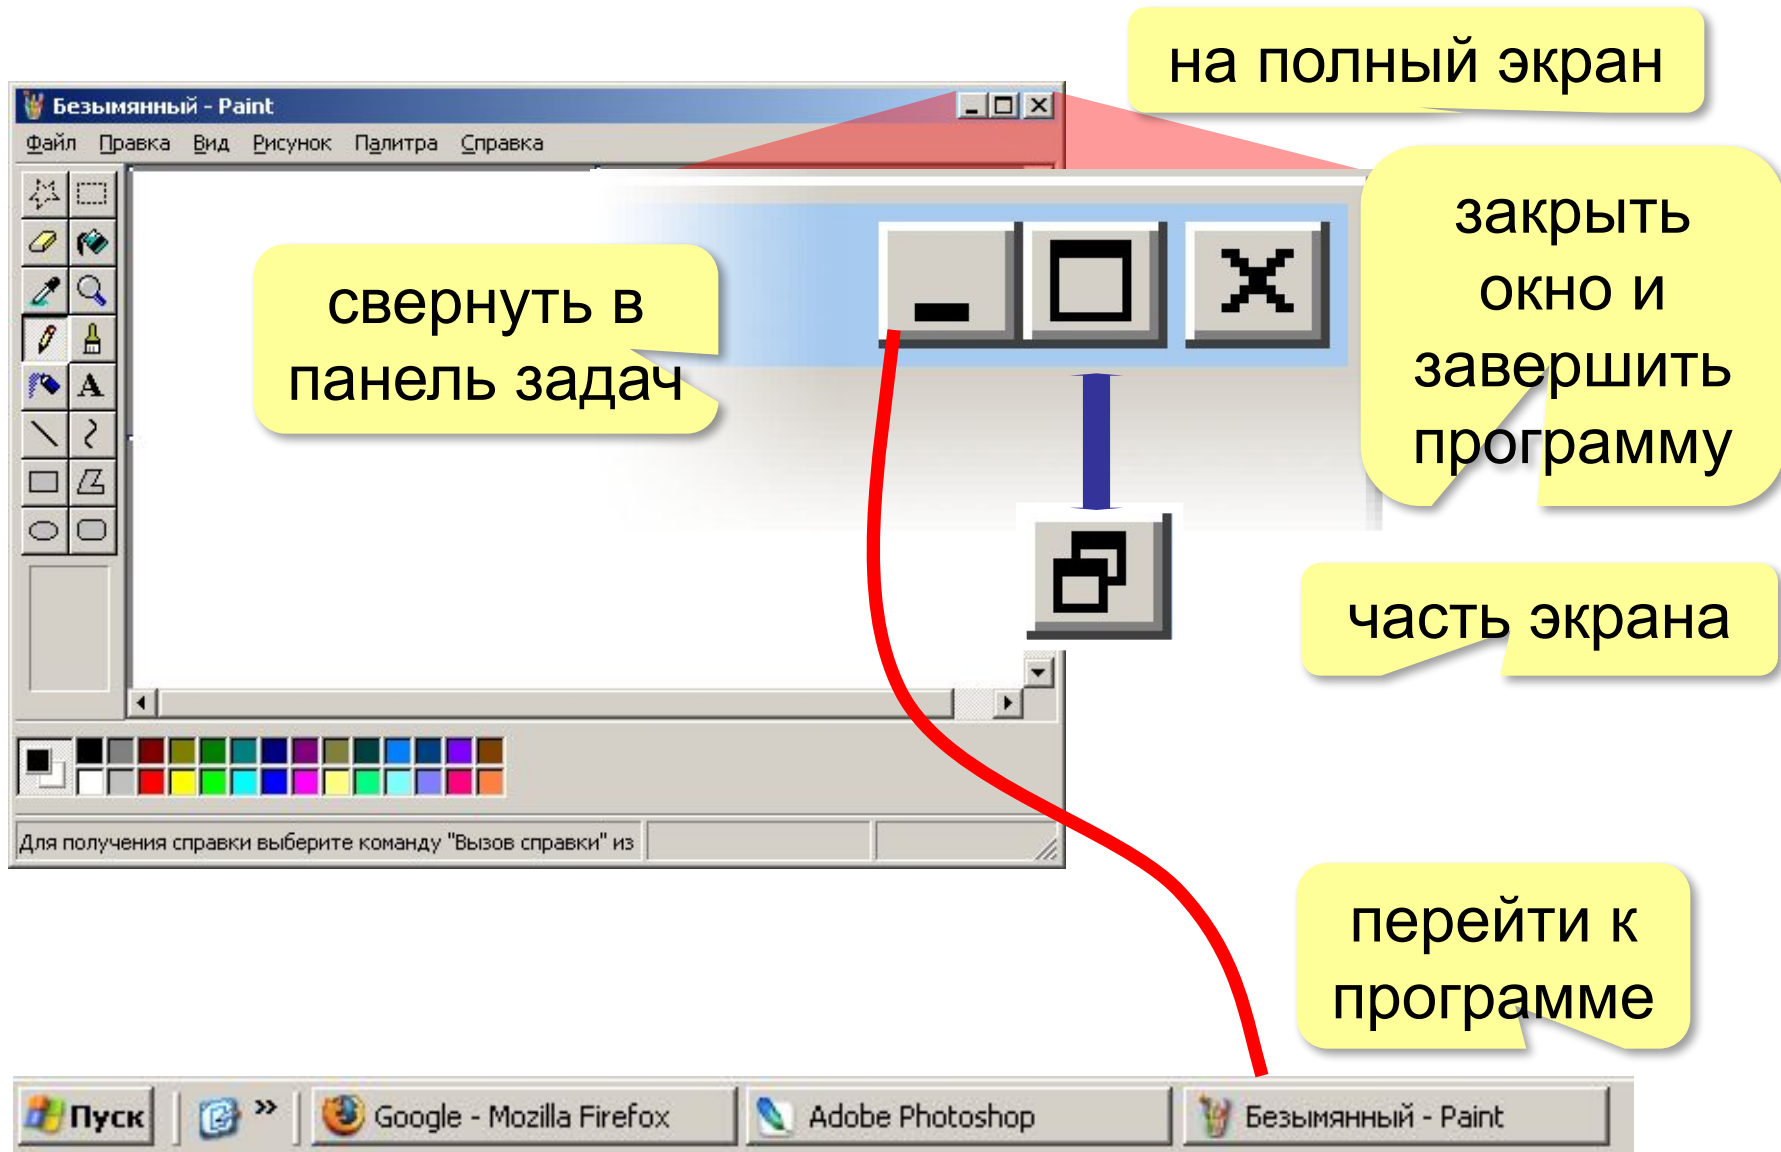 на полный экран
Безымянный - Paint
Файл Правка Вид Рисунок Палитра Справка
закрыть
окно и
завершить
программу
свернуть в
панель задач
A
часть экрана
Для получения справки выберите команду "Вызов справки" из
перейти к
программе
Пуск » Google - Mozilla Firefox Adobe Photoshop Безымянный - Paint